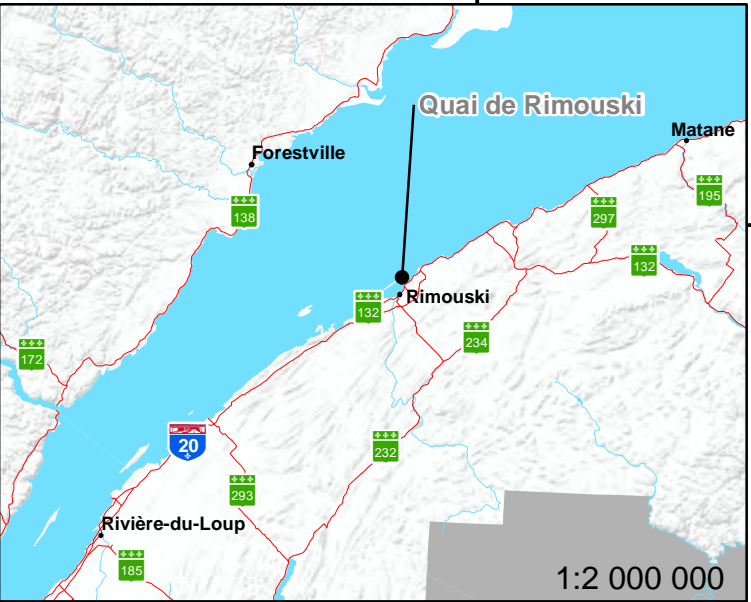 Quai de Rimouski
Matane
Forestville
195
138
297
132
Rimouski
132
234
172
20
232
293
Rivière-du-Loup
185
1:2 000 000